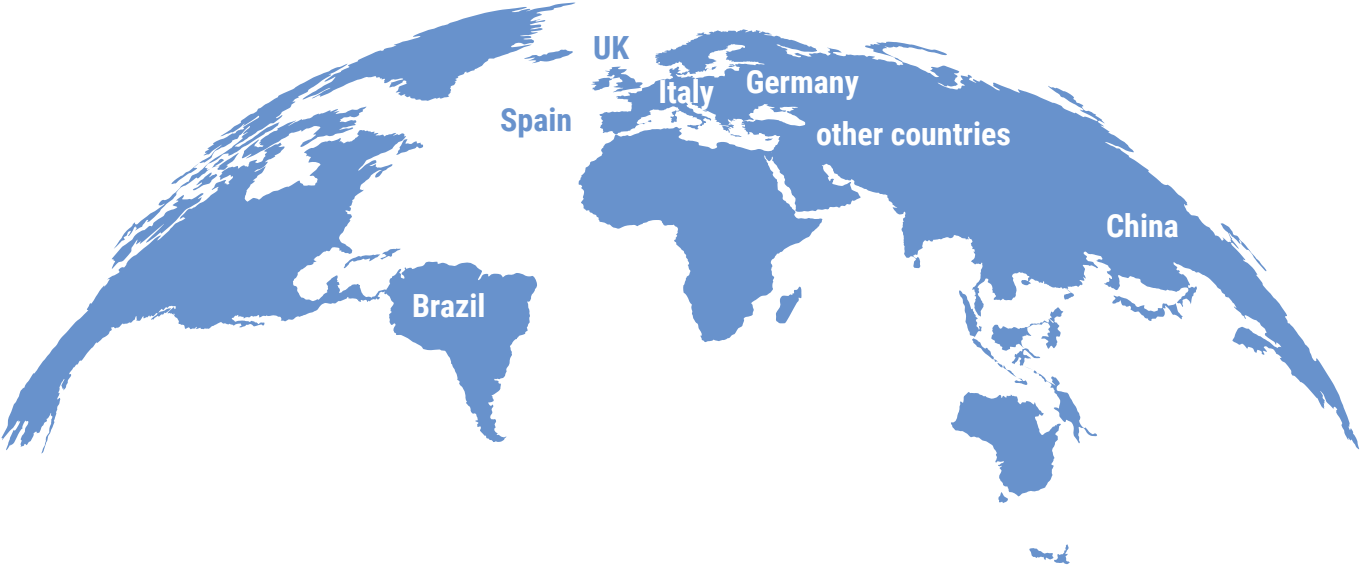 UK
Germany
Italy
Spain
other countries
China
Brazil